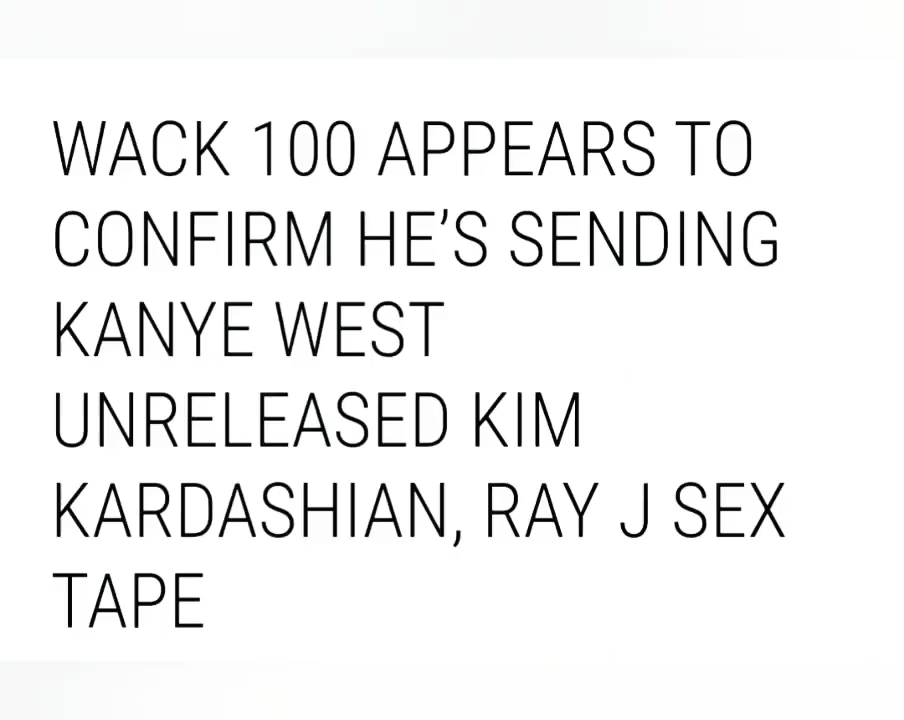 WACK 100 APPEARS TO
CONFIRM HE’S SENDING
KANYE WEST
UNRELEASED KIM
KARDASHIAN, RAY J SEX
TAPE